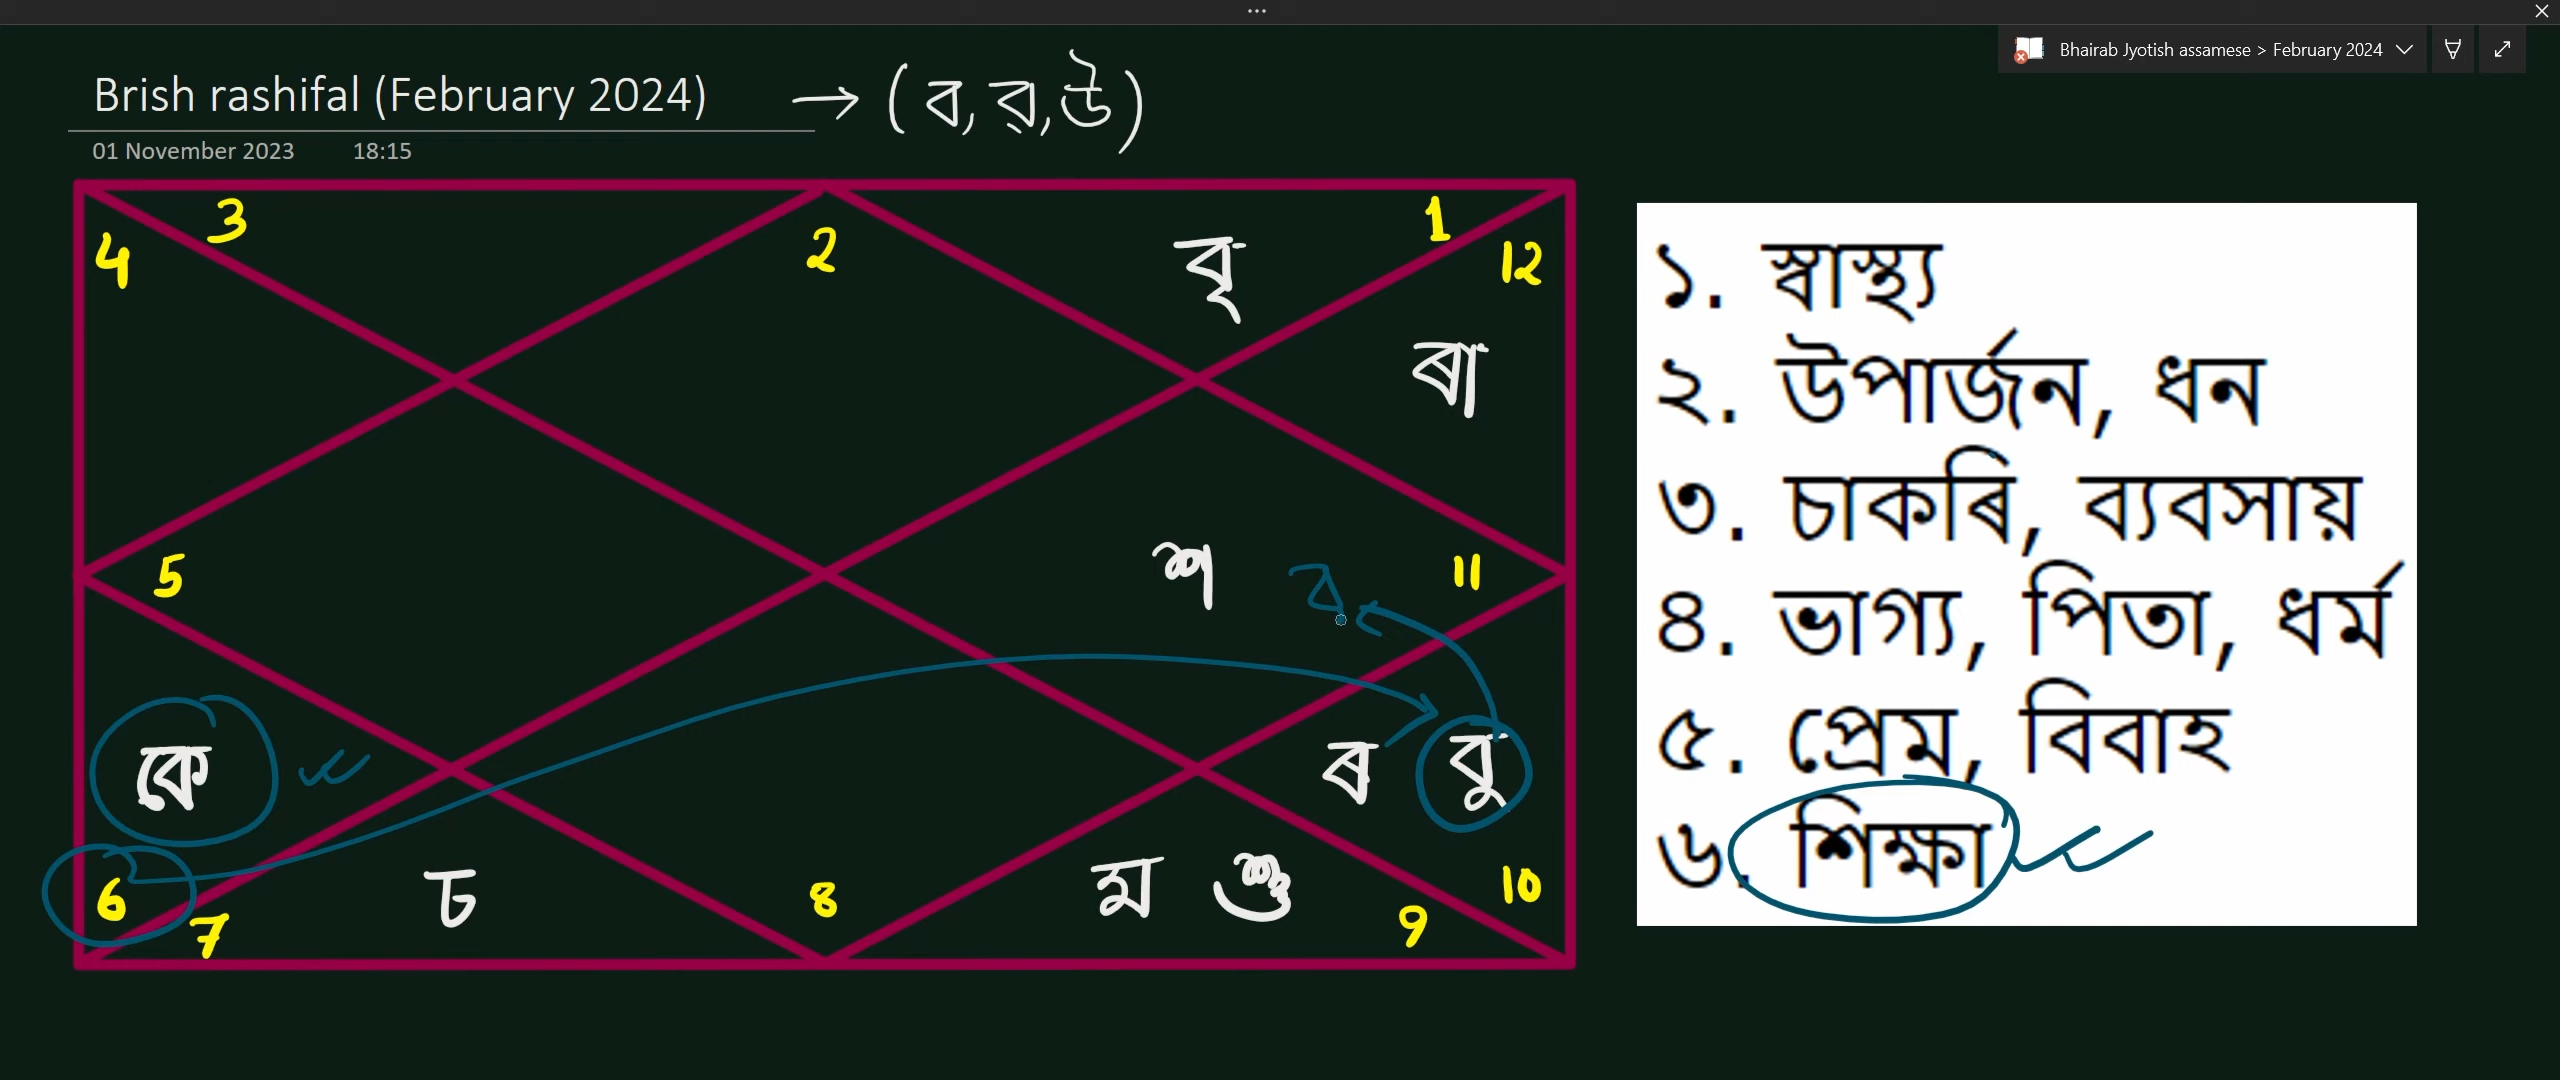 Bhairab Jyotish assamese > February 2024
Brish rashifal (February 2024) → (ব, ব্, উ)
01 November 2023 18:15
3
4
2
1
12
বৃ
ৰা
5
শ
ব
11
কে
ৰ বু
6
7
চ
8
ম শু
9
10
১. স্বাস্থ্য
২. উপাৰ্জন, ধন
৩. চাকৰি, ব্যবসায়
৪. ভাগ্য, পিতা, ধৰ্ম
৫. প্ৰেম, বিবাহ
৬. শিক্ষা